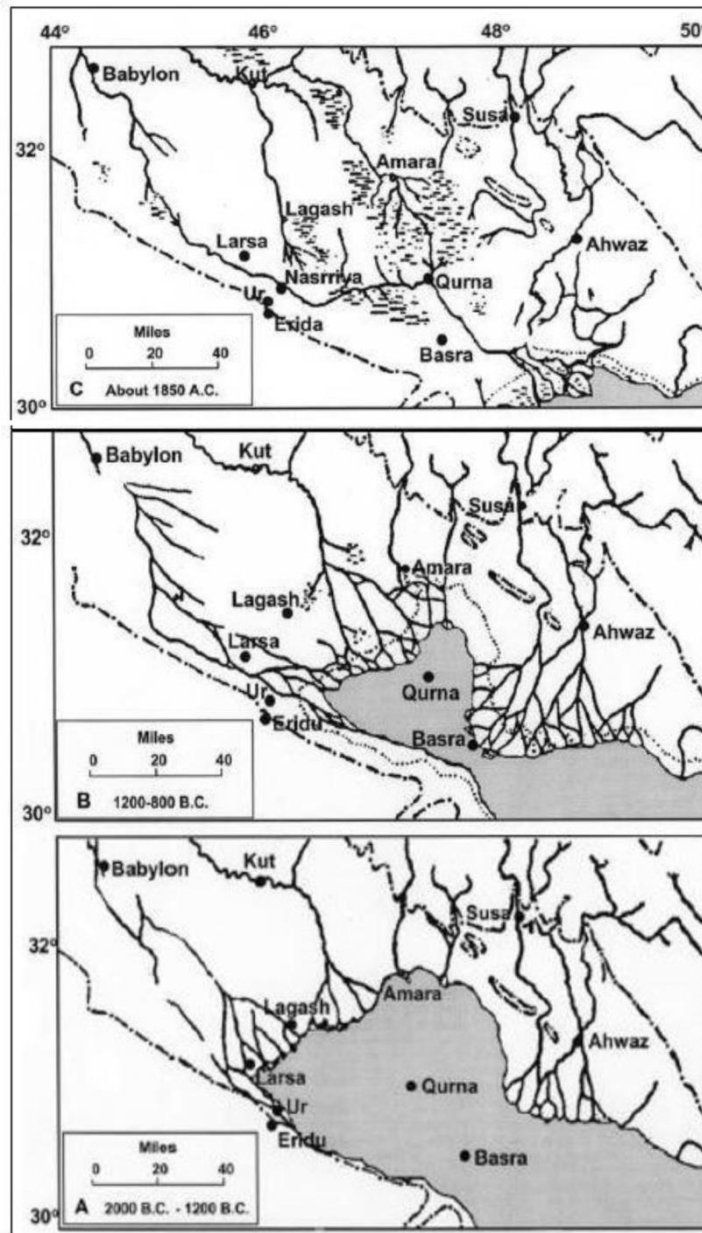 44° 46° 48° 50°
Babylon
Kut
Susa
32°
Amara
Lagash
Larsa
Ahwaz
Nasrriya
Qurna
Ur
Erida
Basra
Miles
0 20 40
C About 1850 A.C.
30°
Babylon
Kut
Susa
32°
Amara
Lagash
Ahwaz
Larsa
Qurna
Ur
Eridu
Basra
Miles
0 20 40
B 1200-800 B.C.
30°
Babylon
Kut
Susa
32°
Amara
Lagash
Ahwaz
Larsa
Qurna
Ur
Eridu
Basra
Miles
0 20 40
A 2000 B.C. - 1200 B.C.
30°